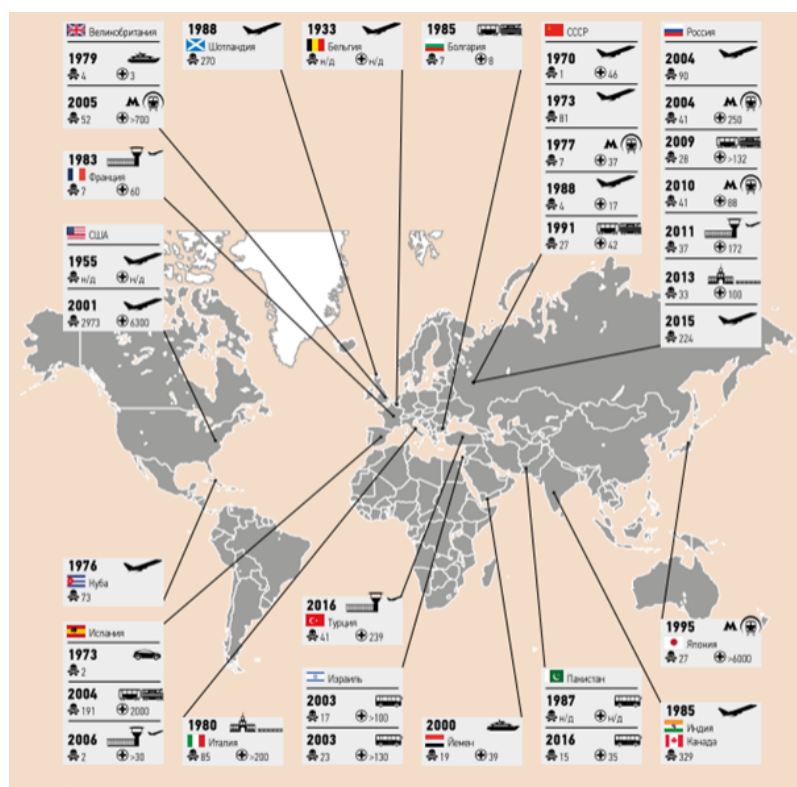 Великобритания
1979
4 3
2005 М
52 >700
1988
Шотландия
270
1933
Бельгия
н/д н/д
1985
Болгария
7 8
СССР
1970
1 46
1973
81
1977 М
7 37
1988
4 17
1991
27 42
Россия
2004
90
2004 М
41 250
2009
28 >132
2010 М
41 88
2011
37 172
2013
33 100
2015
224
1983
Франция
7 60
США
1955
н/д н/д
2001
2973 6300
1976
Куба
73
Испания
1973
2
2004
191 2000
2006
2 >30
1980
Италия
85 >200
2016
Турция
41 239
Израиль
2003
17 >100
2003
23 >130
2000
Йемен
19 39
Пакистан
1987
н/д н/д
2016
15 35
1995 М
Япония
27 >6000
1985
Индия
Канада
329